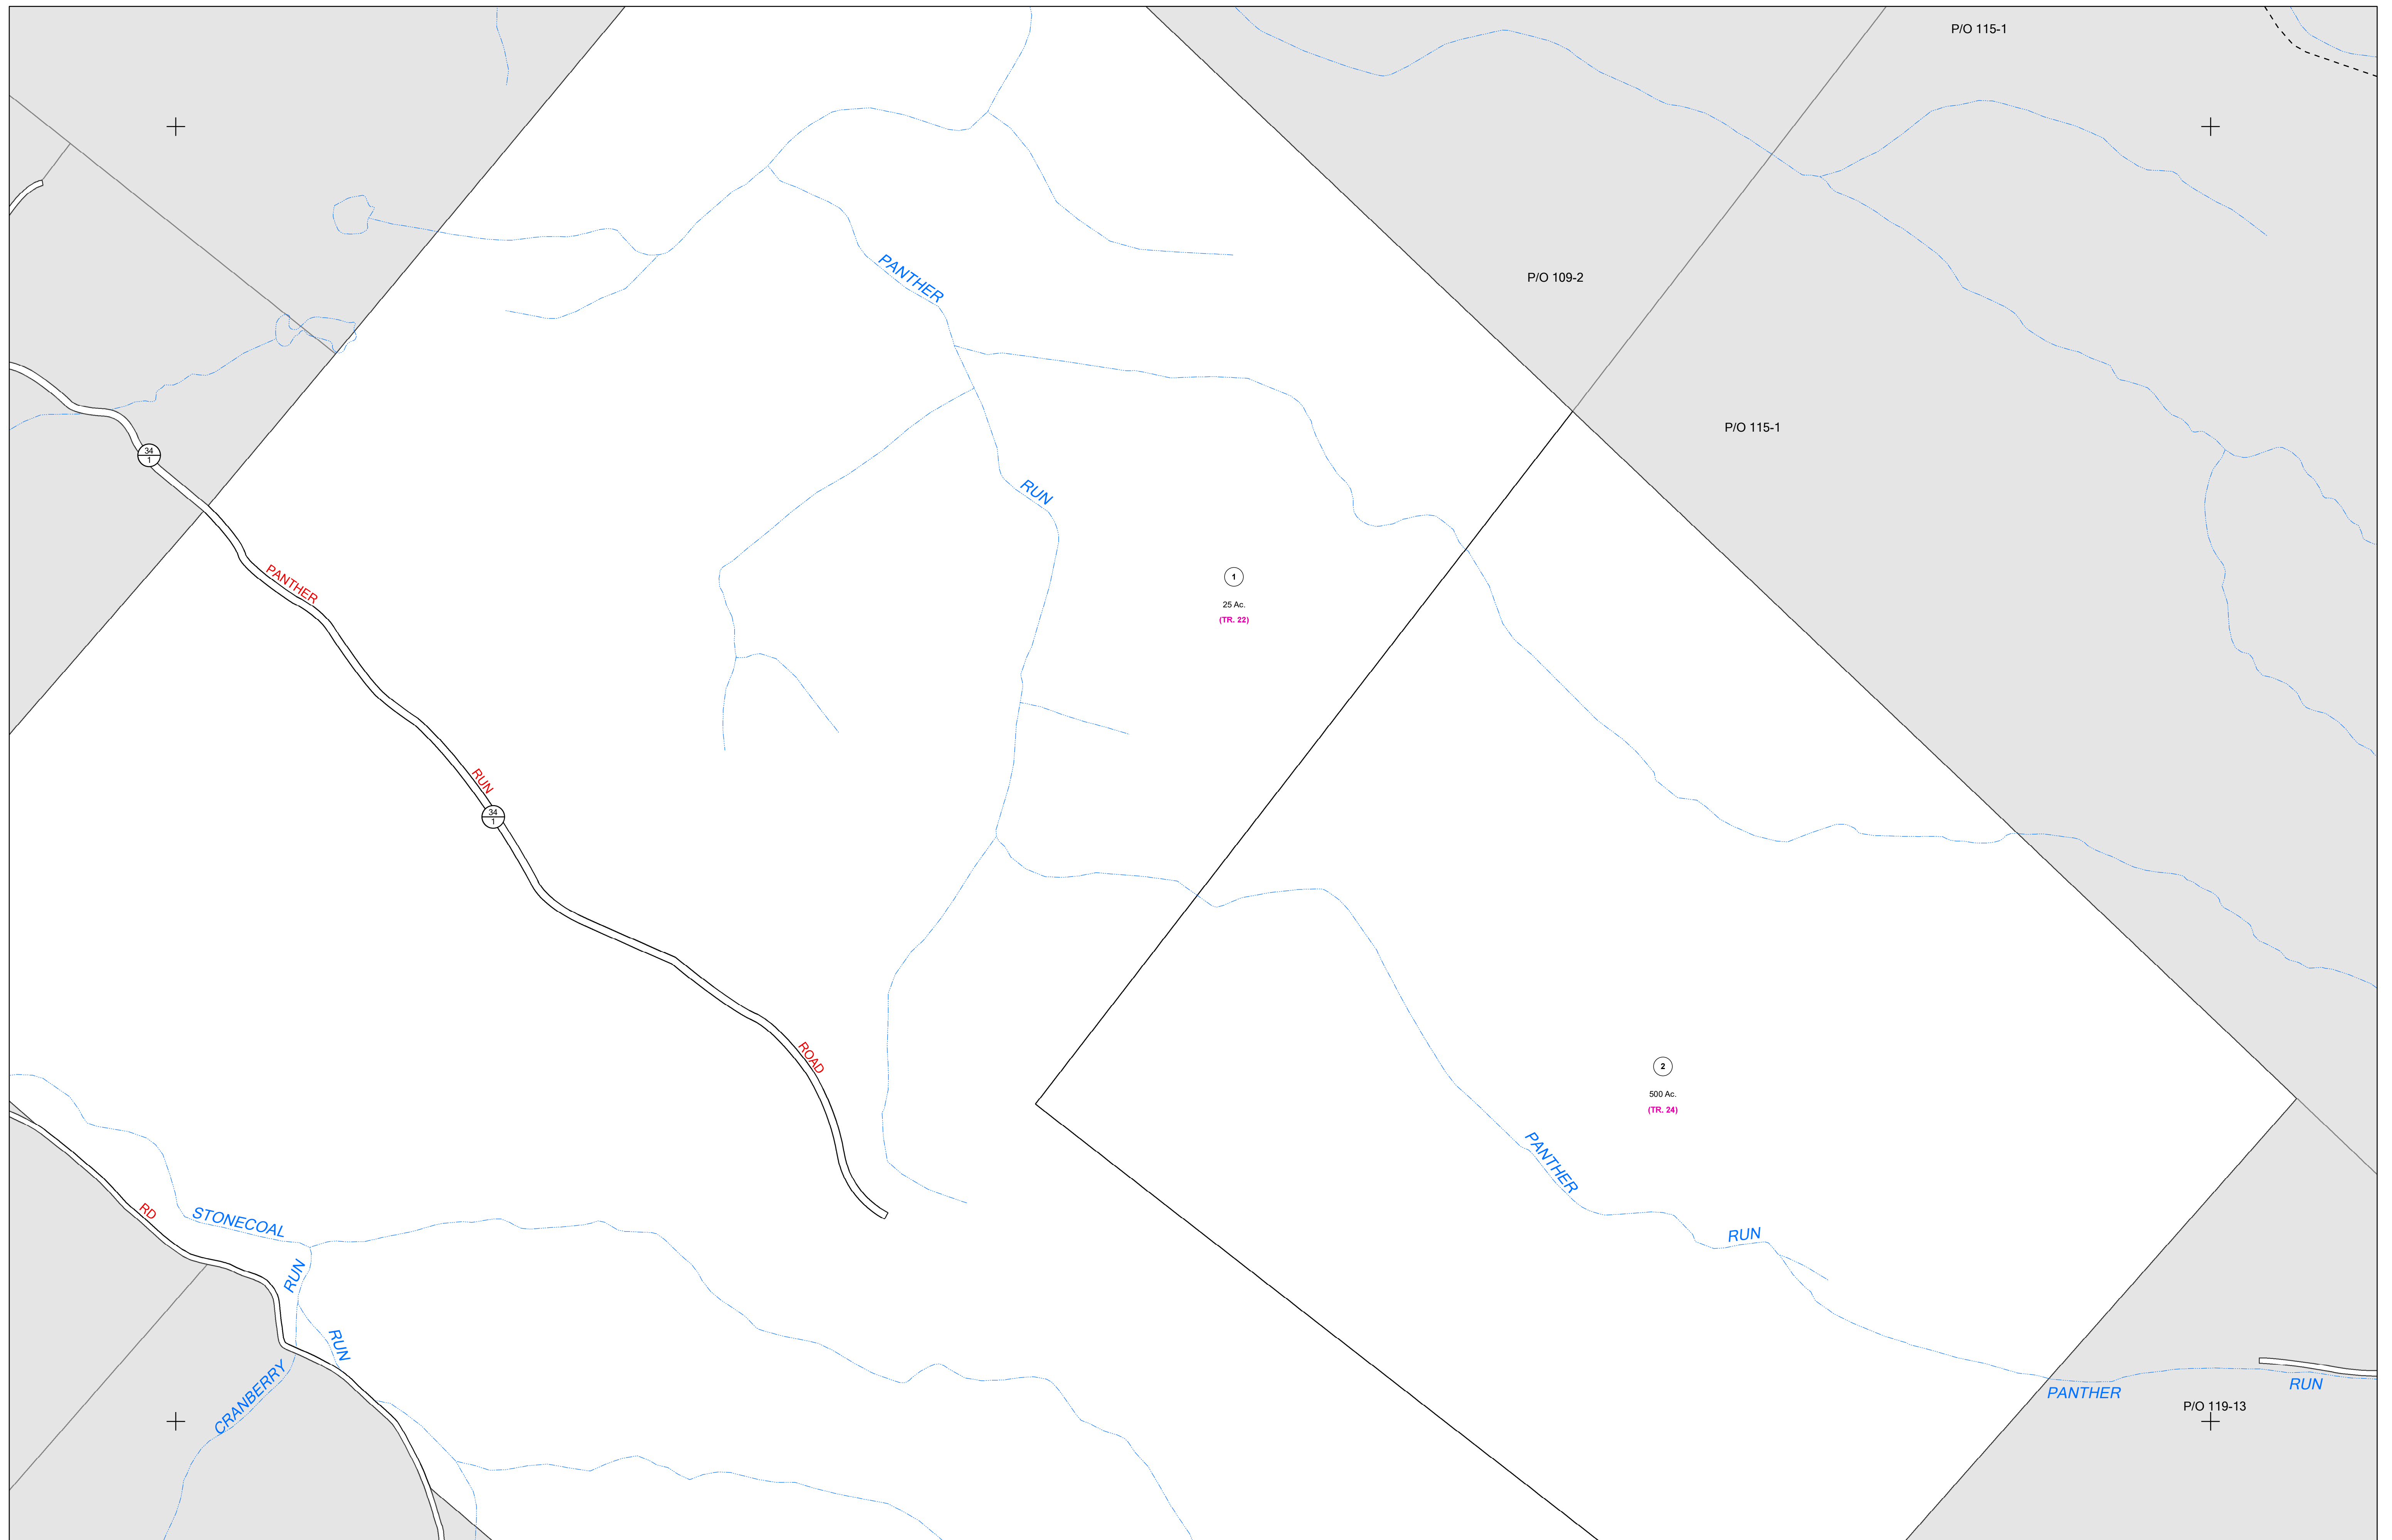 P/O 115-1
P/O 109-2
PANTHER
P/O 115-1
34
1
RUN
PANTHER
1
25 Ac.
(TR. 22)
RUN
34
1
ROAD
2
500 Ac.
(TR. 24)
PANTHER
RUN
RD
STONECOAL
RUN
RUN
CRANBERRY
PANTHER
RUN
P/O 119-13